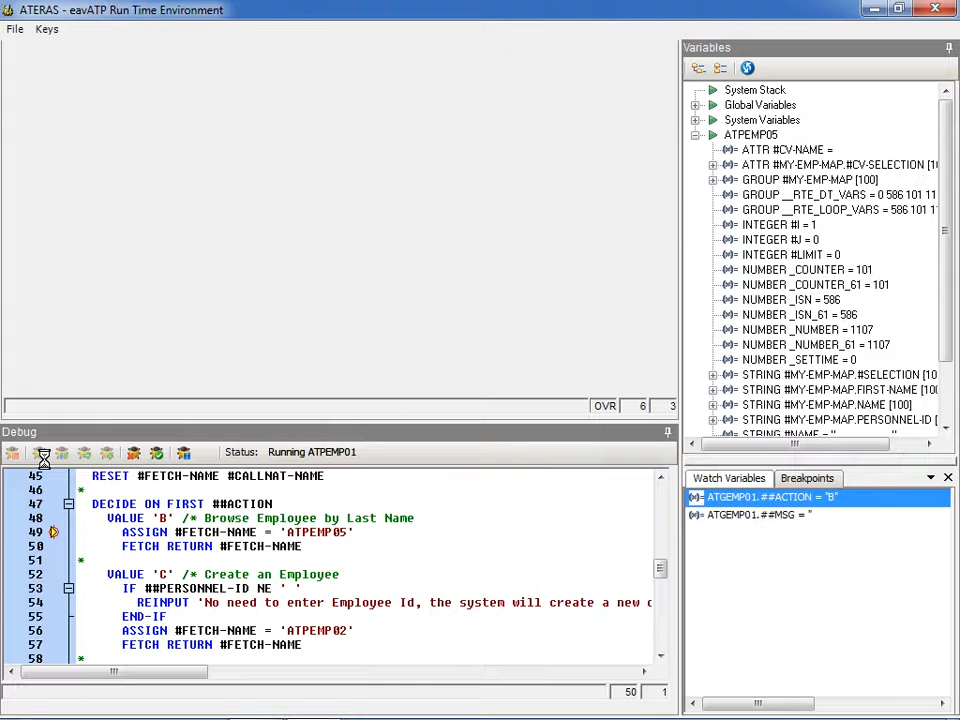 ATERAS - eavATP Run Time Environment
File Keys
OVR 6 3
Debug
Status: Running ATPEMP01
45 RESET #FETCH-NAME #CALLNAT-NAME
46 *
47 DECIDE ON FIRST ##ACTION
48 VALUE 'B' /* Browse Employee by Last Name
49 ASSIGN #FETCH-NAME = 'ATPEMP05'
50 FETCH RETURN #FETCH-NAME
51 *
52 VALUE 'C' /* Create an Employee
53 IF ##PERSONNEL-ID NE ' '
54 REINPUT 'No need to enter Employee Id, the system will create a new
55 END-IF
56 ASSIGN #FETCH-NAME = 'ATPEMP02'
57 FETCH RETURN #FETCH-NAME
58 *
50 1
Variables
System Stack
Global Variables
System Variables
ATPEMP05
ATTR #CV-NAME =
ATTR #MY-EMP-MAP.#CV-SELECTION [1
GROUP #MY-EMP-MAP [100]
GROUP __RTE_DT_VARS = 0 586 101 11
GROUP __RTE_LOOP_VARS = 586 101 1
INTEGER #I = 1
INTEGER #J = 0
INTEGER #LIMIT = 0
NUMBER _COUNTER = 101
NUMBER _COUNTER_61 = 101
NUMBER _ISN = 586
NUMBER _ISN_61 = 586
NUMBER _NUMBER = 1107
NUMBER _NUMBER_61 = 1107
NUMBER _SETTIME = 0
STRING #MY-EMP-MAP.#SELECTION [10
STRING #MY-EMP-MAP.FIRST-NAME [100
STRING #MY-EMP-MAP.NAME [100]
STRING #MY-EMP-MAP.PERSONNEL-ID [
Watch Variables Breakpoints
ATGEMP01.##ACTION = "B"
ATGEMP01.##MSG = "